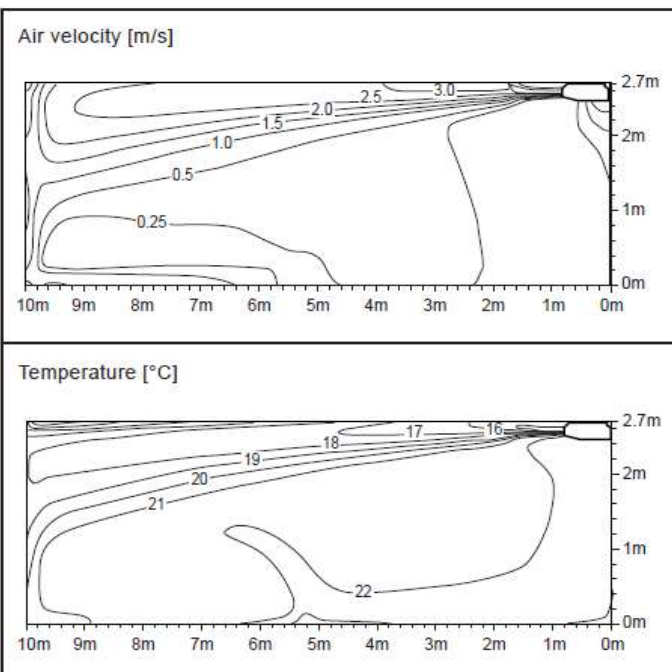 Air velocity [m/s]
2.7m
3.0
2.5
2.0
1.5
2m
1.0
0.5
1m
0.25
0m
10m 9m 8m 7m 6m 5m 4m 3m 2m 1m 0m
Temperature [°C]
2.7m
16
17
18
19
2m
20
21
1m
22
0m
10m 9m 8m 7m 6m 5m 4m 3m 2m 1m 0m